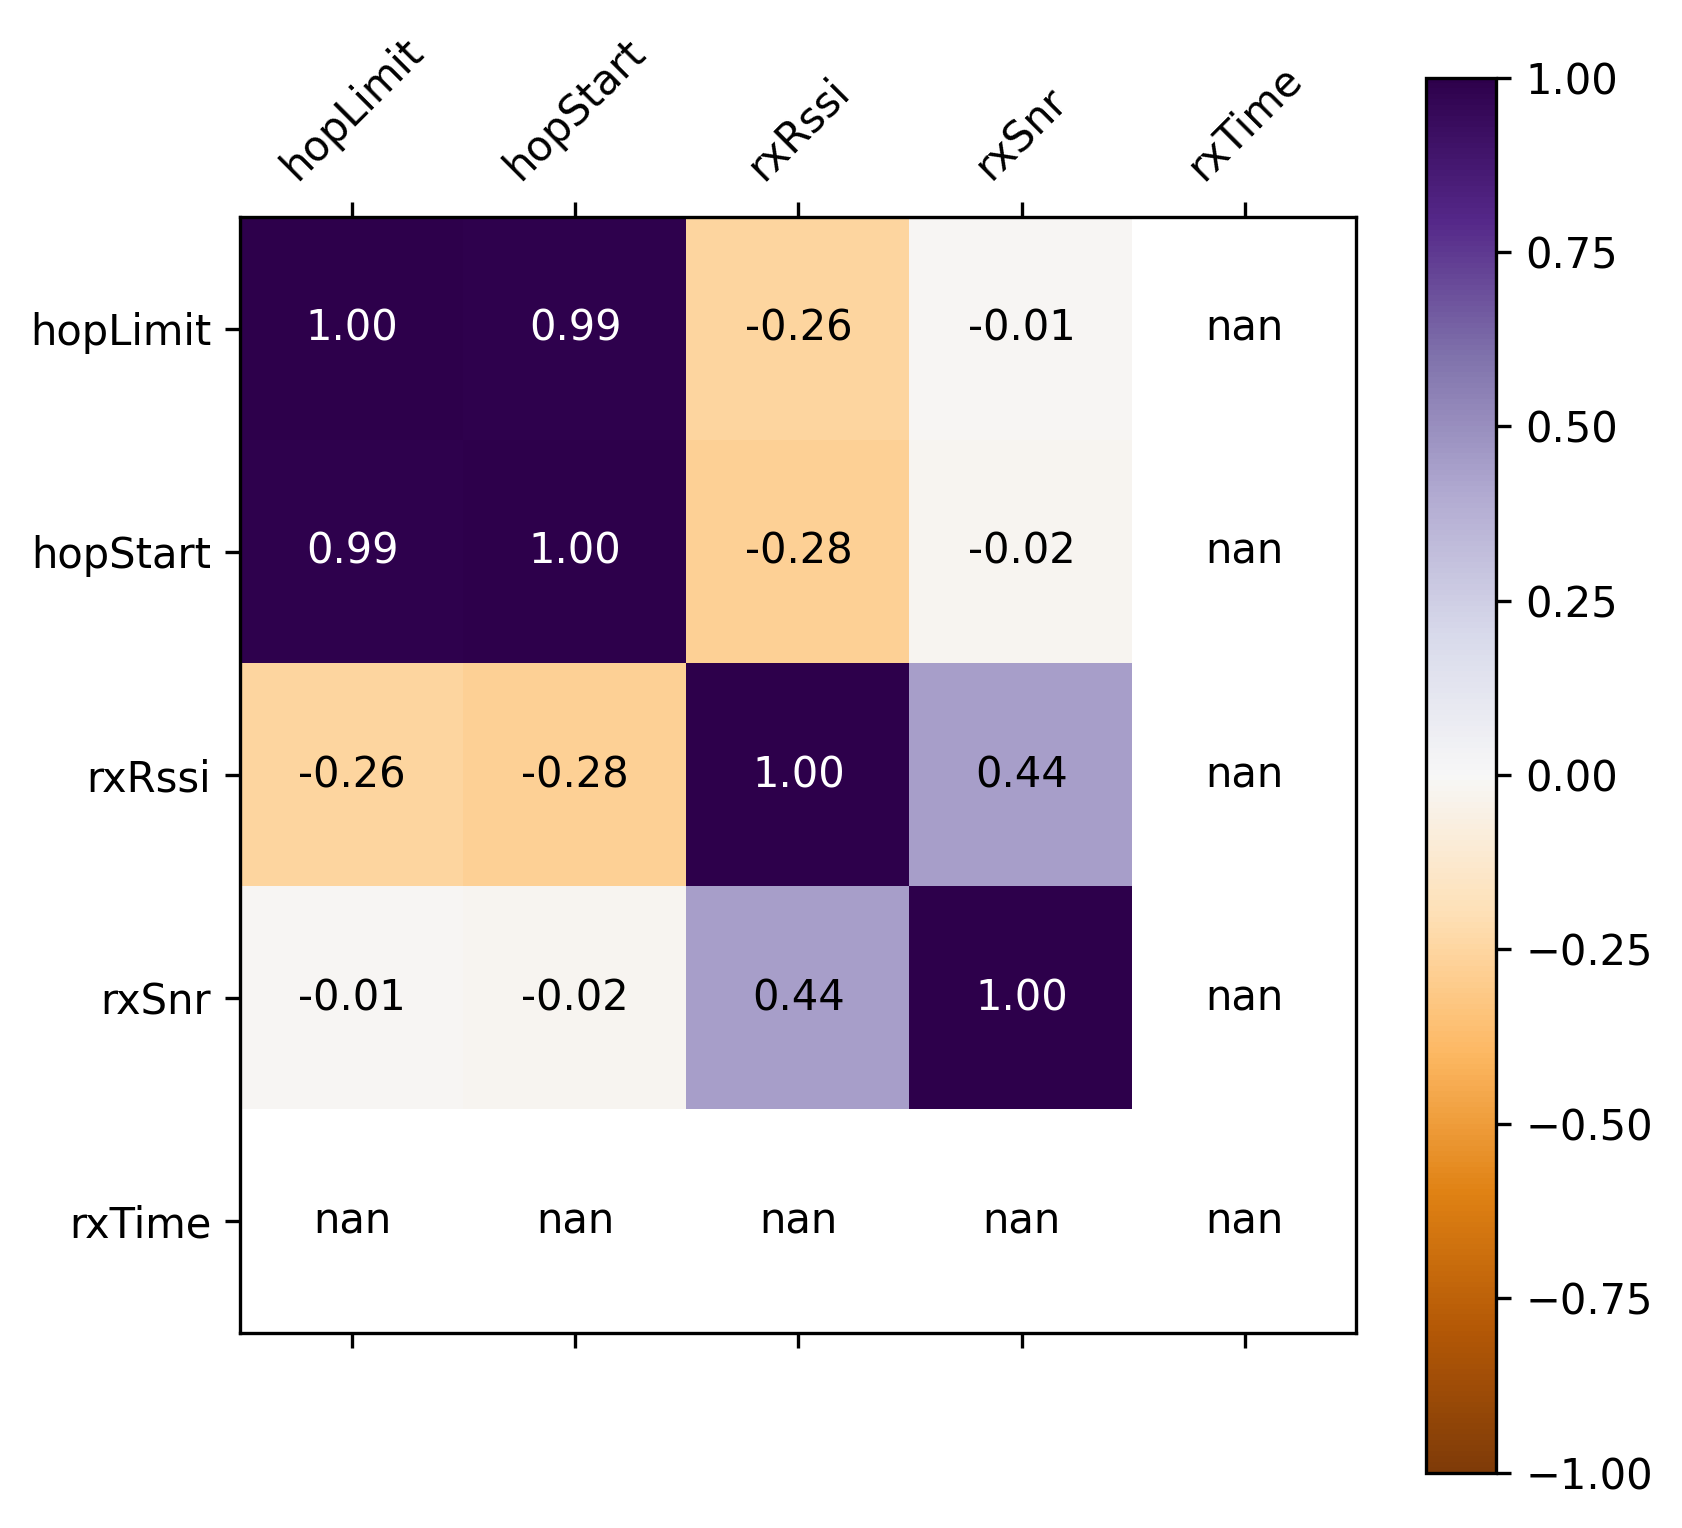 hopLimit hopStart rxRssi rxSnr rxTime
hopLimit 1.00 0.99 -0.26 -0.01 nan
hopStart 0.99 1.00 -0.28 -0.02 nan
rxRssi -0.26 -0.28 1.00 0.44 nan
rxSnr -0.01 -0.02 0.44 1.00 nan
rxTime nan nan nan nan nan
1.00
0.75
0.50
0.25
0.00
−0.25
−0.50
−0.75
−1.00